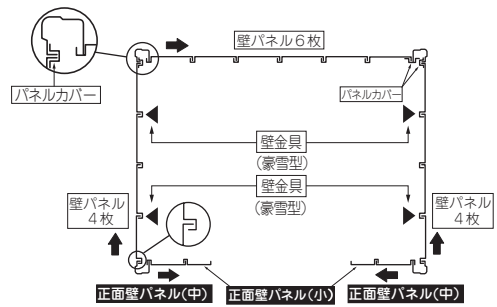 壁パネル6枚
パネルカバー
パネルカバー
壁金具
(豪雪型)
壁金具
(豪雪型)
壁パネル
4枚
壁パネル
4枚
正面壁パネル(中)
正面壁パネル(小)
正面壁パネル(中)